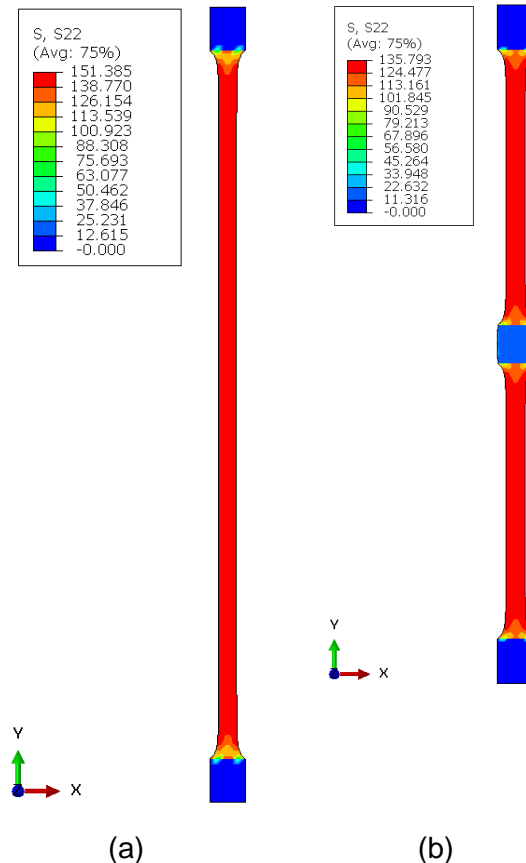 S, S22
(Avg: 75%)
151.385
138.770
126.154
113.539
100.923
88.308
75.693
63.077
50.462
37.846
25.231
12.615
-0.000
Y
X
(a)
S, S22
(Avg: 75%)
135.793
124.477
113.161
101.845
90.529
79.213
67.896
56.580
45.264
33.948
22.632
11.316
-0.000
Y
X
(b)